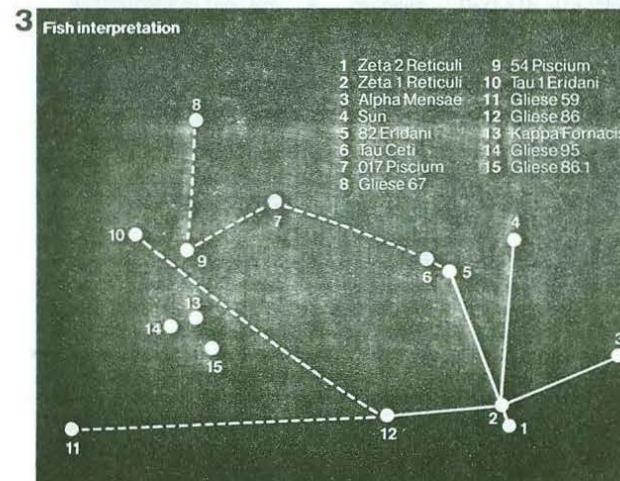 3
Fish interpretation
1 Zeta 2 Reticuli
2 Zeta 1 Reticuli
3 Alpha Mensae
4 Sun
5 82 Eridani
6 Tau Ceti
7 017 Piscium
8 Gliese 67
9 54 Piscium
10 Tau 1 Eridani
11 Gliese 59
12 Gliese 86
13 Kappa Fornacis
14 Gliese 95
15 Gliese 86.1
8
7
4
10
9
6
5
13
14
15
3
2
1
12
11